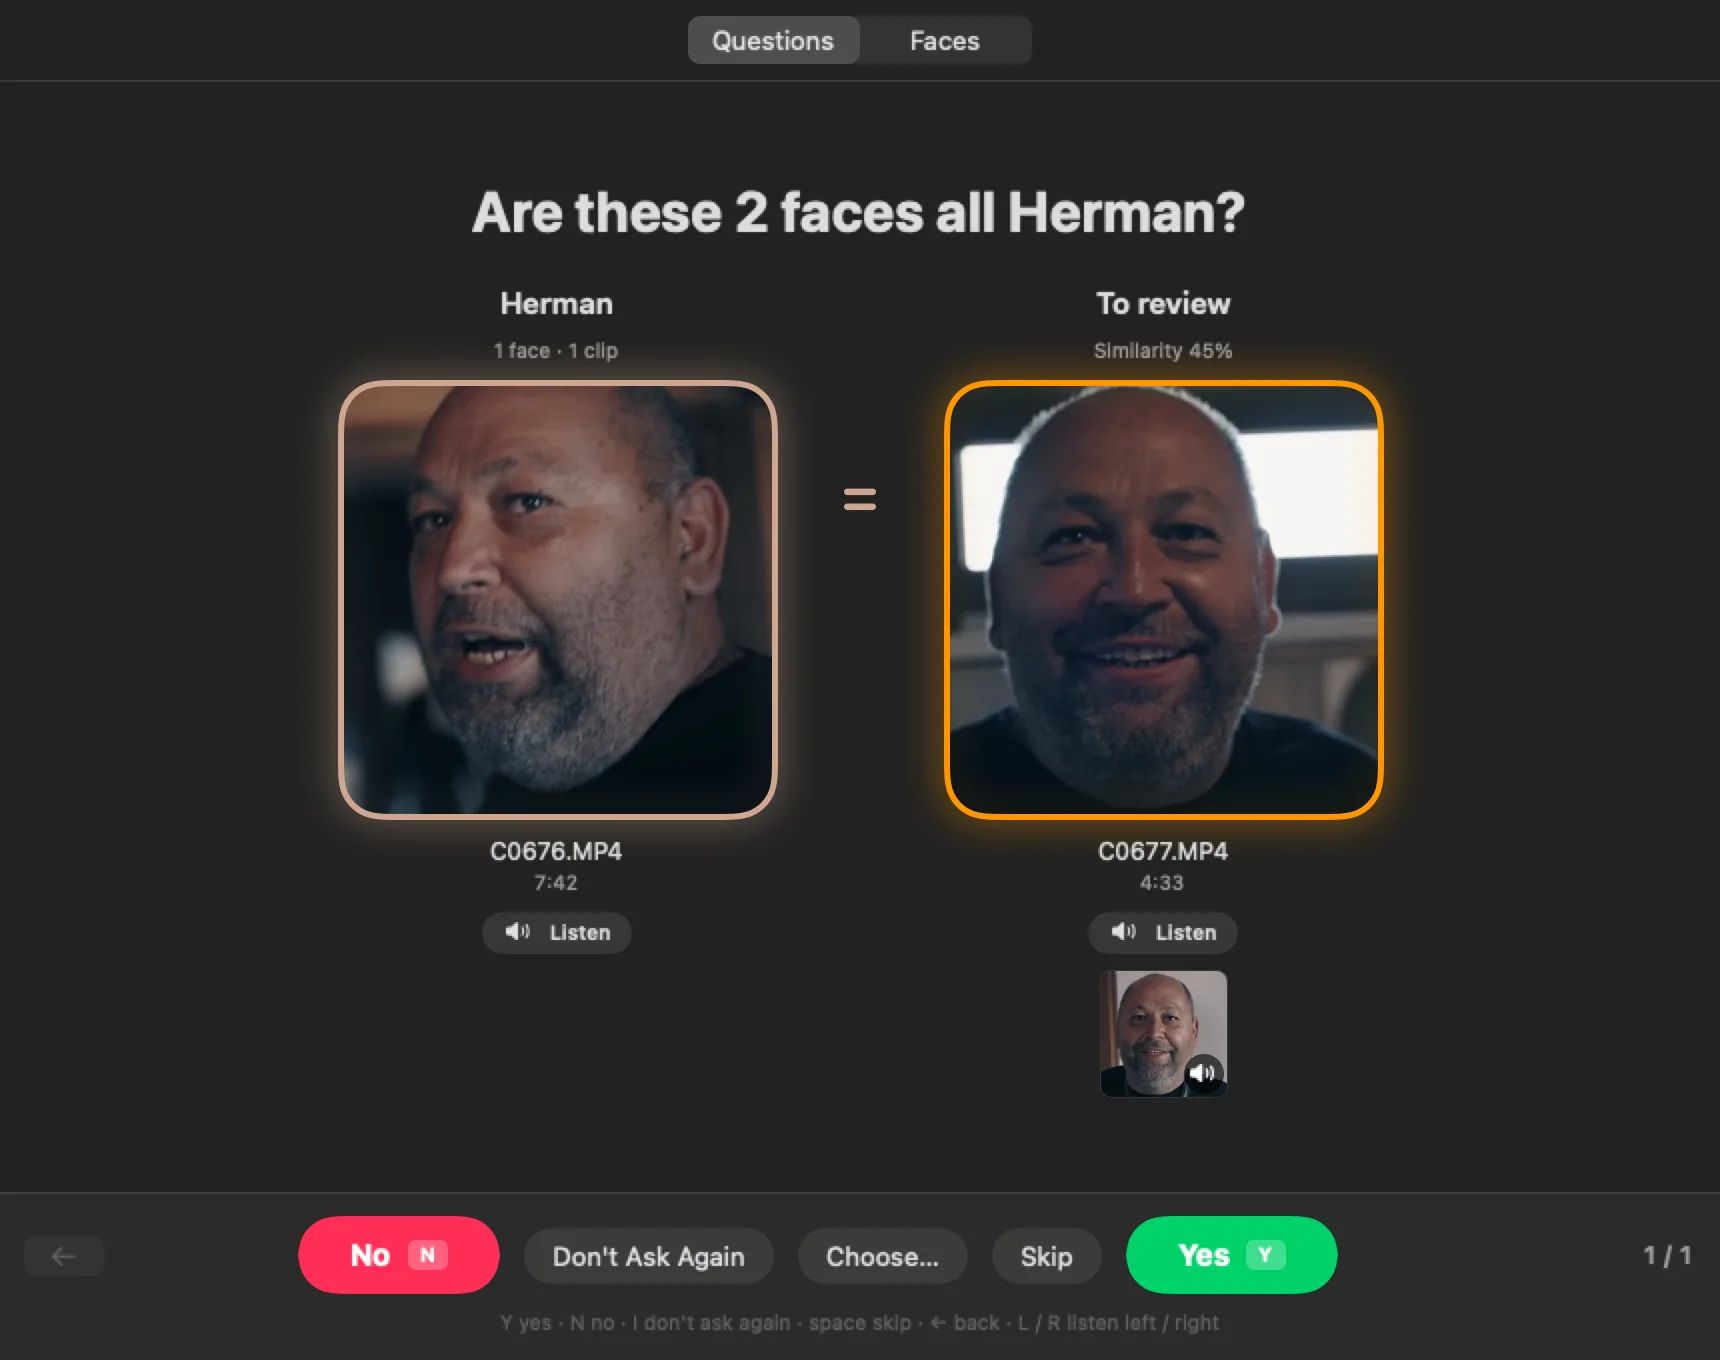 Questions
Faces
Are these 2 faces all Herman?
Herman
1 face · 1 clip
To review
Similarity 45%
=
C0676.MP4
7:42
Listen
C0677.MP4
4:33
Listen
No N
Don't Ask Again
Choose...
Skip
Yes Y
1 / 1
Y yes · N no · I don't ask again · space skip · ← back · L / R listen left / right